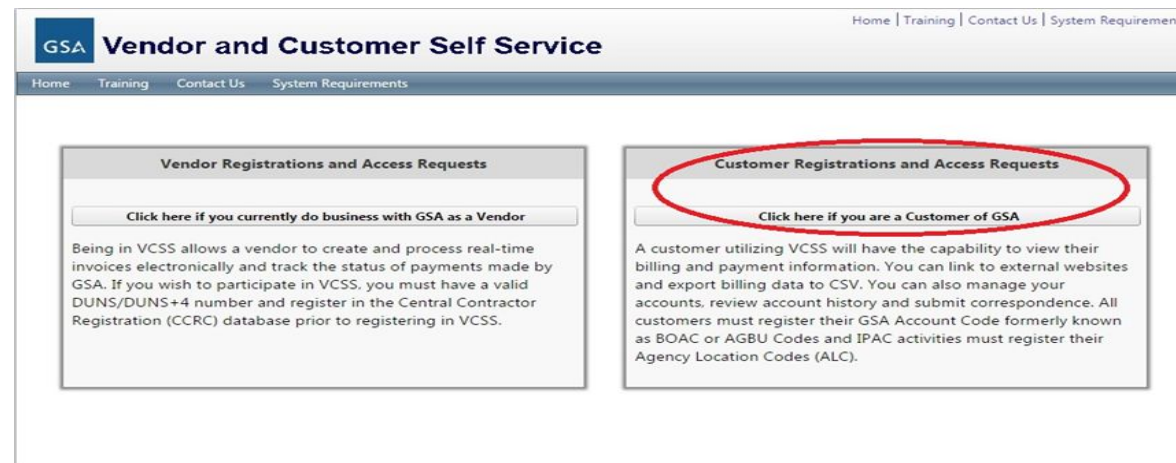 Home | Training | Contact Us | System Requiremen
GSA Vendor and Customer Self Service
Home Training Contact Us System Requirements
Vendor Registrations and Access Requests
Click here if you currently do business with GSA as a Vendor
Being in VCSS allows a vendor to create and process real-time
invoices electronically and track the status of payments made by
GSA. If you wish to participate in VCSS, you must have a valid
DUNS/DUNS+4 number and register in the Central Contractor
Registration (CCRC) database prior to registering in VCSS.
Customer Registrations and Access Requests
Click here if you are a Customer of GSA
A customer utilizing VCSS will have the capability to view their
billing and payment information. You can link to external websites
and export billing data to CSV. You can also manage your
accounts, review account history and submit correspondence. All
customers must register their GSA Account Code formerly known
as BOAC or AGBU Codes and IPAC activities must register their
Agency Location Codes (ALC).